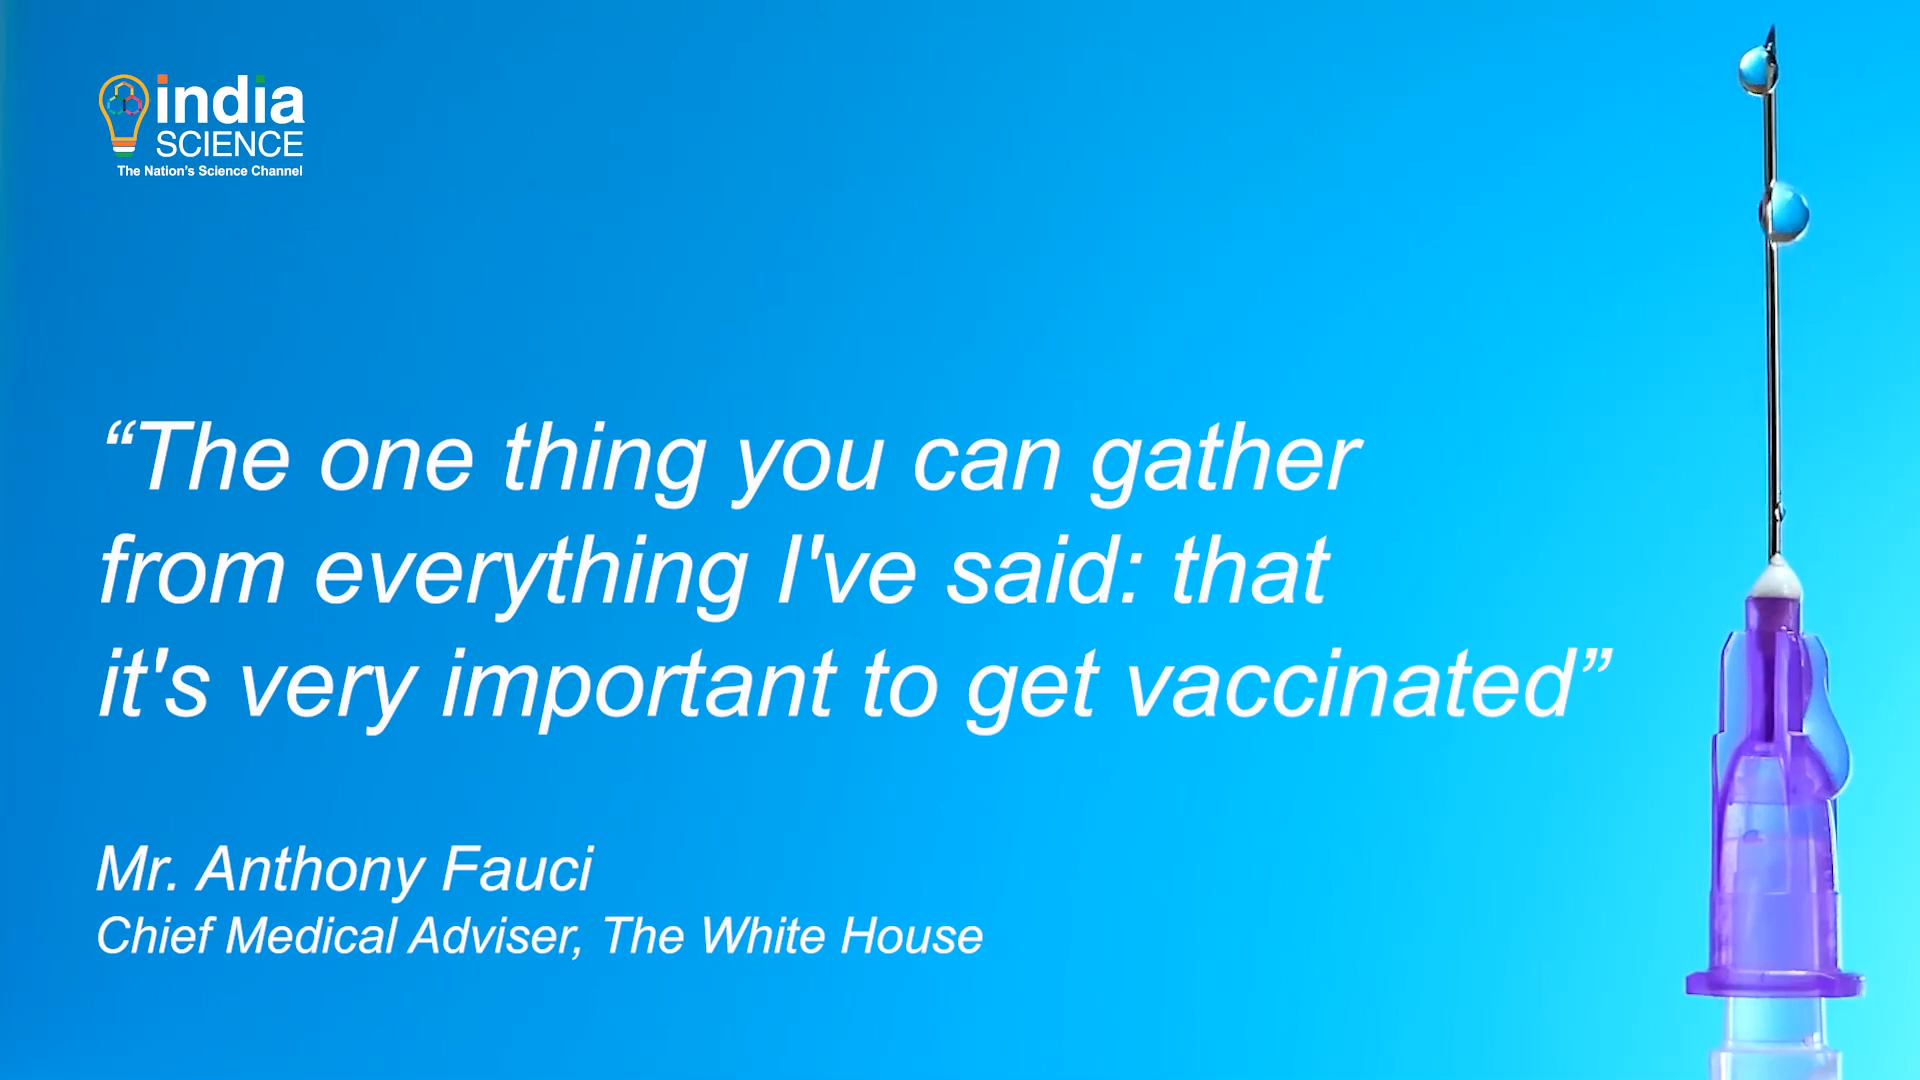 india
SCIENCE
The Nation's Science Channel
“The one thing you can gather
from everything I've said: that
it's very important to get vaccinated”
Mr. Anthony Fauci
Chief Medical Adviser, The White House